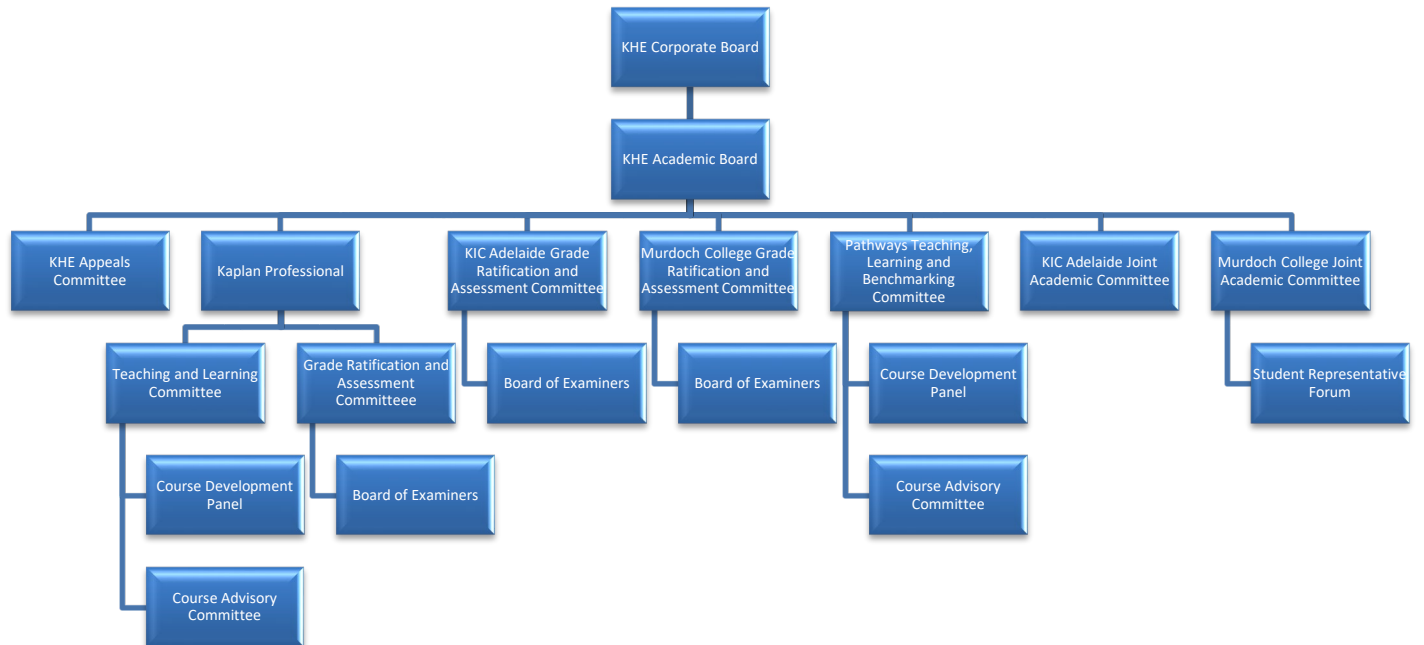 KHE Corporate Board
KHE Academic Board
KHE Appeals
Committee
Kaplan Professional
KIC Adelaide Grade
Ratification and
Assessment Committee
Murdoch College Grade
Ratification and
Assessment Committee
Pathways Teaching,
Learning and
Benchmarking
Committee
KIC Adelaide Joint
Academic Committee
Murdoch College Joint
Academic Committee
Teaching and Learning
Committee
Grade Ratification and
Assessment
Committeee
Board of Examiners
Board of Examiners
Course Development
Panel
Student Representative
Forum
Course Development
Panel
Board of Examiners
Course Advisory
Committee
Course Advisory
Committee